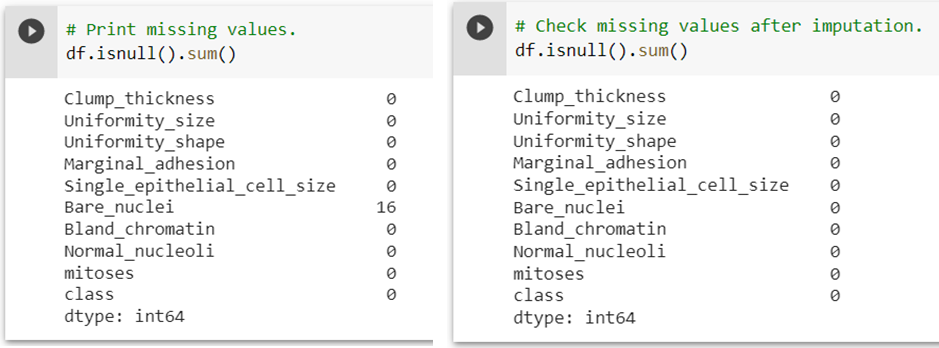 # Print missing values.
df.isnull().sum()
Clump_thickness 0
Uniformity_size 0
Uniformity_shape 0
Marginal_adhesion 0
Single_epithelial_cell_size 0
Bare_nuclei 16
Bland_chromatin 0
Normal_nucleoli 0
mitoses 0
class 0
dtype: int64
# Check missing values after imputation.
df.isnull().sum()
Clump_thickness 0
Uniformity_size 0
Uniformity_shape 0
Marginal_adhesion 0
Single_epithelial_cell_size 0
Bare_nuclei 0
Bland_chromatin 0
Normal_nucleoli 0
mitoses 0
class 0
dtype: int64